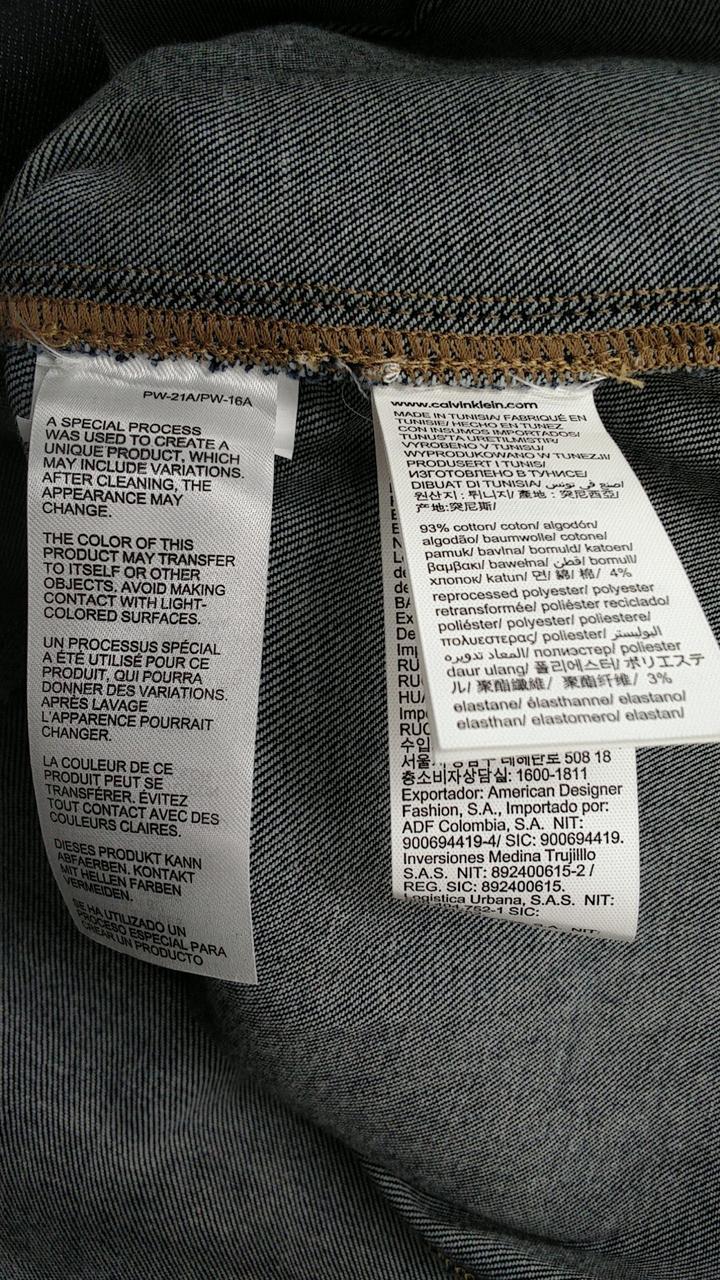 PW-21A/PW-16A
A SPECIAL PROCESS
WAS USED TO CREATE A
UNIQUE PRODUCT, WHICH
MAY INCLUDE VARIATIONS.
AFTER CLEANING, THE
APPEARANCE MAY
CHANGE.
THE COLOR OF THIS
PRODUCT MAY TRANSFER
TO ITSELF OR OTHER
OBJECTS. AVOID MAKING
CONTACT WITH LIGHT-
COLORED SURFACES.
UN PROCESSUS SPÉCIAL
A ÉTÉ UTILISÉ POUR CE
PRODUIT, QUI POURRA
DONNER DES VARIATIONS.
APRÈS LAVAGE
L'APPARENCE POURRAIT
CHANGER.
LA COULEUR DE CE
PRODUIT PEUT SE
TRANSFÉRER. ÉVITEZ
TOUT CONTACT AVEC DES
COULEURS CLAIRES.
DIESES PRODUKT KANN
ABFAERBEN. KONTAKT
MIT HELLEN FARBEN
VERMEIDEN.
SE HA UTILIZADO UN
PROCESO ESPECIAL PARA
CREAR UN PRODUCTO
www.calvinklein.com
MADE IN TUNISIA/ FABRIQUÉ EN
TUNISIE/ HECHO EN TUNEZ
CON INSUMOS IMPORTADOS/
TUNUSTA URETILMISTIR/
VYROBENO V TUNISU/
WYPRODUKOWANO W TUNEZJI/
PRODUSERT I TUNIS/
ИЗГОТОВЛЕНО В ТУНИСЕ/
DIBUAT DI TUNISIA/ صنع في تونس/
원산지 : 튀니지/ 產地 : 突尼西亞/
产地:突尼斯/
93% cotton/ coton/ algodón/
algodão/ baumwolle/ cotone/
pamuk/ bavlna/ bomuld/ katoen/
βαμβακι/ bawełna/ قطن/ bomull/
хлопок/ katun/ 면/ 綿/ 棉/ 4%
reprocessed polyester/ polyester
retransformée/ poliéster reciclado/
poliéster/ polyester/ poliestere/
πολυεστερας/ poliester/ البوليستر
المعاد تدويره/ полиэстер/ poliester
daur ulang/ 폴리에스터/ ポリエステ
ル/ 聚酯纖維/ 聚酯纤维/ 3%
elastane/ élasthanne/ elastano/
elasthan/ elastomero/ elastan/
508 18
층소비자상담실: 1600-1811
Exportador: American Designer
Fashion, S.A., Importado por:
ADF Colombia, S.A. NIT:
900694419-4/ SIC: 900694419.
Inversiones Medina Trujilllo
S.A.S. NIT: 892400615-2 /
REG. SIC: 892400615.
Logistica Urbana, S.A.S. NIT: